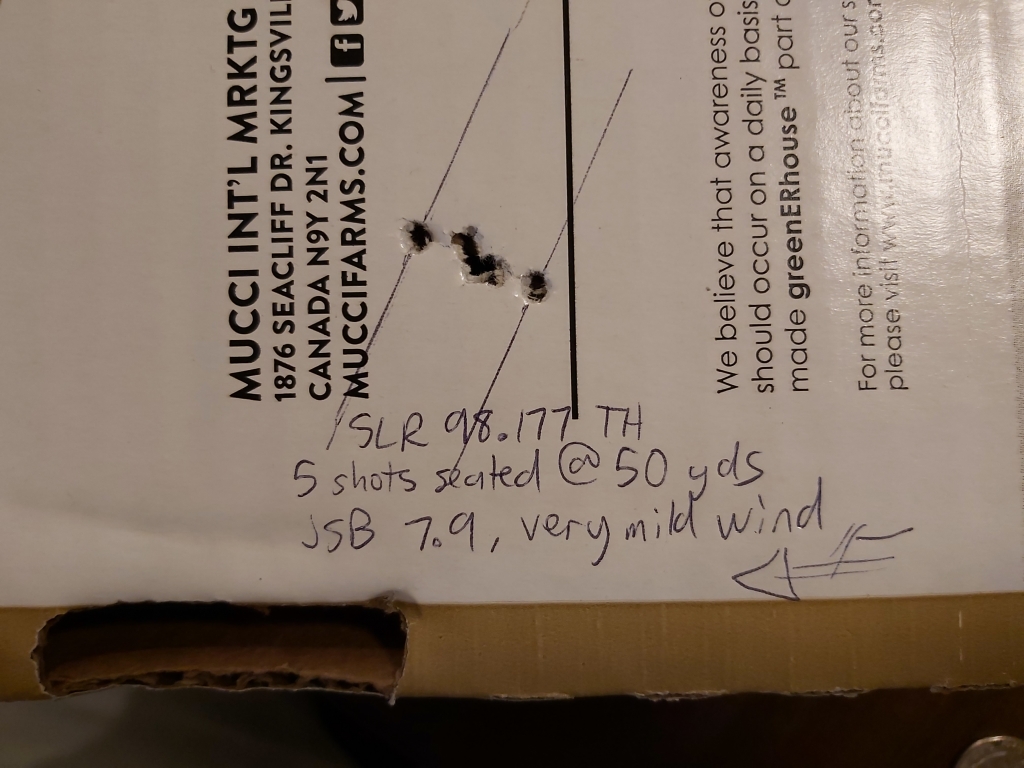 MUCCI INT'L MRKTG
1876 SEACLIFF DR. KINGSVILL
CANADA N9Y 2N1
MUCCIFARMS.COM |
We believe that awareness o
should occur on a daily basis
made greenERhouse™ part o
For more information about our s
please visit www.muccifarms.com
SLR 98 .177 TH
5 shots seated @ 50 yds
JSB 7.9, very mild wind